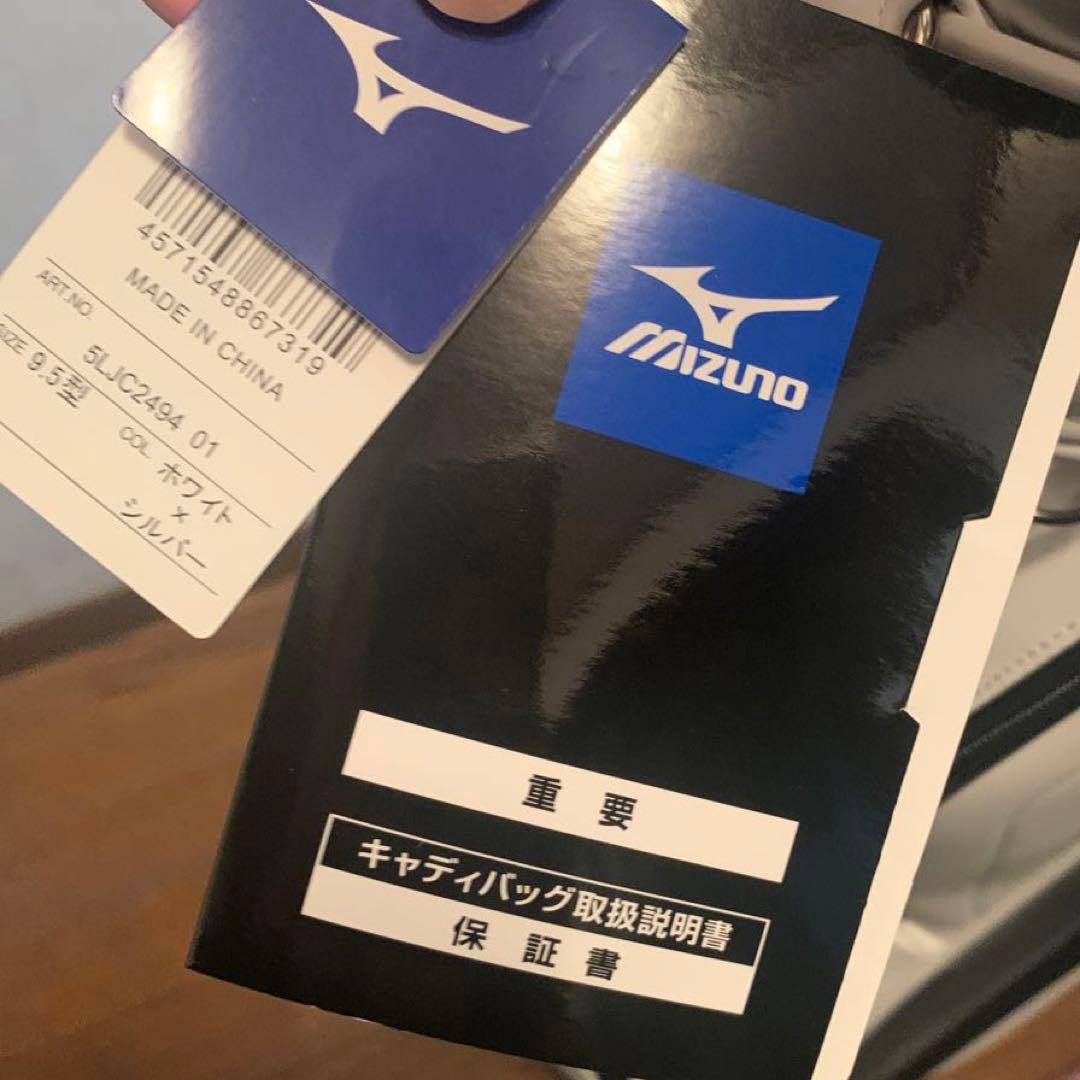 4571548867319
MADE IN CHINA
ART.NO.
5LJC2494 01
SIZE 9.5型
COL ホワイト
×
シルバー
MIZUNO
重要
キャディバッグ取扱説明書
保証書